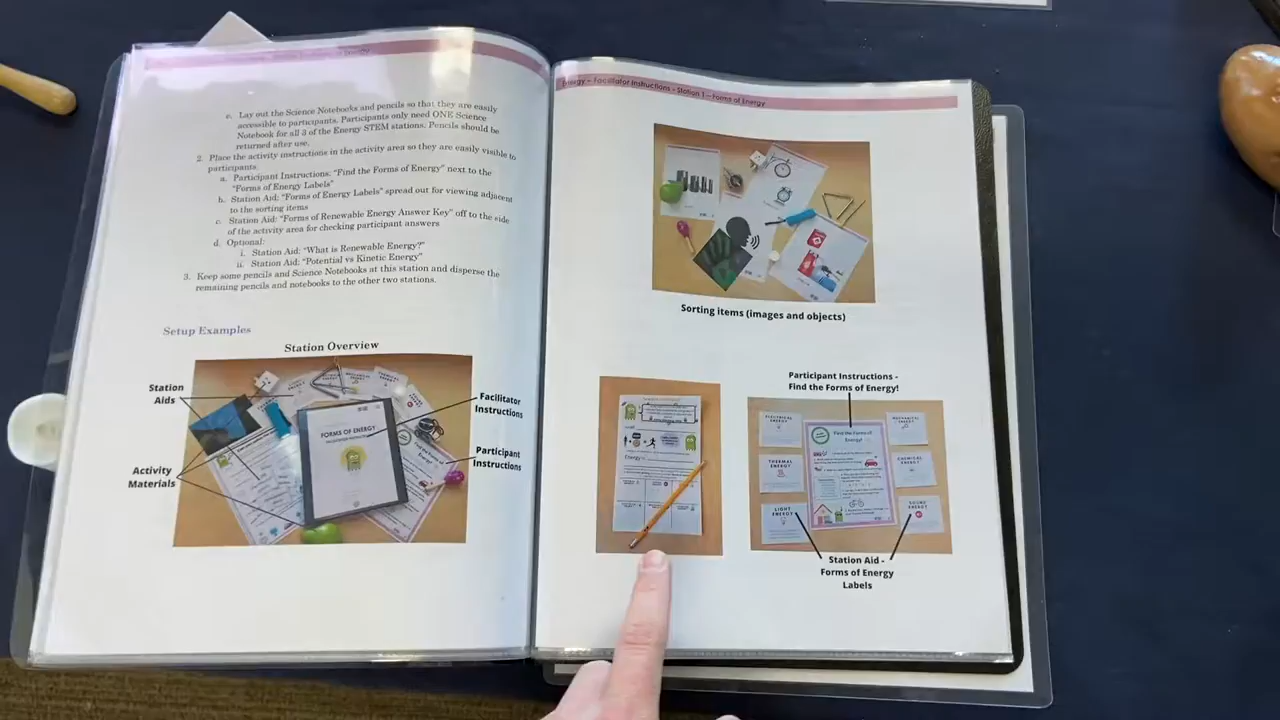 e. Lay out the Science Notebooks and pencils so that they are easily
accessible to participants. Participants only need ONE Science
Notebook for all 3 of the Energy STEM stations. Pencils should be
returned after use.
2. Place the activity instructions in the activity area so they are easily visible to
participants.
a. Participant Instructions: "Find the Forms of Energy" next to the
"Forms of Energy Labels"
b. Station Aid: "Forms of Energy Labels" spread out for viewing adjacent
to the sorting items
c. Station Aid: "Forms of Renewable Energy Answer Key" off to the side
of the activity area for checking participant answers
d. Optional:
i. Station Aid: "What is Renewable Energy?"
ii. Station Aid: "Potential vs Kinetic Energy"
3. Keep some pencils and Science Notebooks at this station and disperse the
remaining pencils and notebooks to the other two stations.
Setup Examples
Station Overview
Station
Aids
Activity
Materials
Facilitator
Instructions
Participant
Instructions
FORMS OF ENERGY
Energy – Facilitator Instructions – Station 1 – Forms of Energy
Sorting items (images and objects)
Energy
Participant Instructions -
Find the Forms of Energy!
ELECTRICAL
ENERGY
MECHANICAL
ENERGY
Find the Forms of
Energy!
THERMAL
ENERGY
CHEMICAL
ENERGY
LIGHT
ENERGY
SOUND
ENERGY
Station Aid -
Forms of Energy
Labels